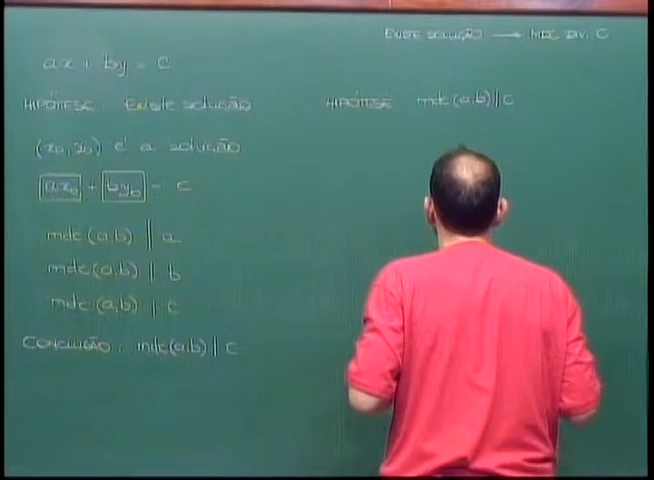 EXISTE SOLUÇÃO → MDC DIV. C
ax + by = c
HIPÓTESE Existe solução
HIPÓTESE mdc(a,b) | c
(x₀,y₀) é a solução
ax₀ + by₀ = c
mdc(a,b) | a
mdc(a,b) | b
mdc(a,b) | c
CONCLUSÃO: mdc(a,b) | c